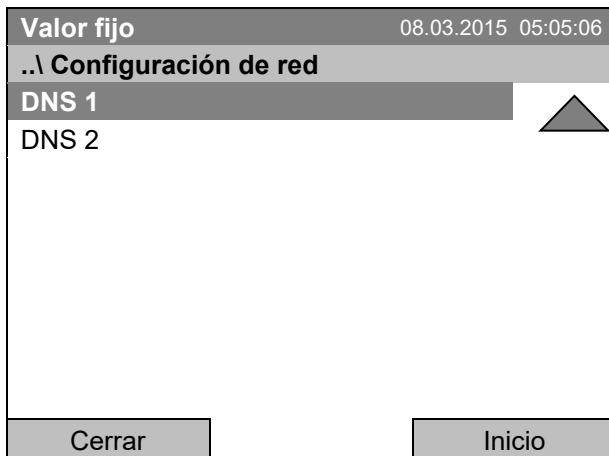 Valor fijo 08.03.2015 05:05:06
..\ Configuración de red
DNS 1
DNS 2
Cerrar Inicio